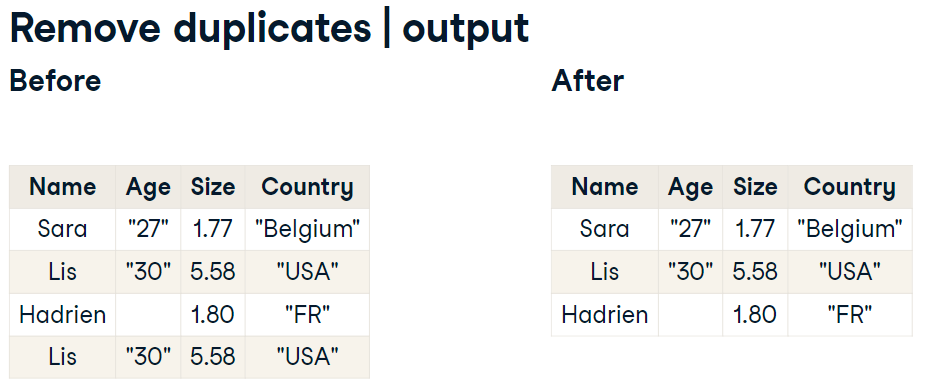 Remove duplicates | output
Before
After
Name Age Size Country
Sara "27" 1.77 "Belgium"
Lis "30" 5.58 "USA"
Hadrien 1.80 "FR"
Lis "30" 5.58 "USA"
Name Age Size Country
Sara "27" 1.77 "Belgium"
Lis "30" 5.58 "USA"
Hadrien 1.80 "FR"